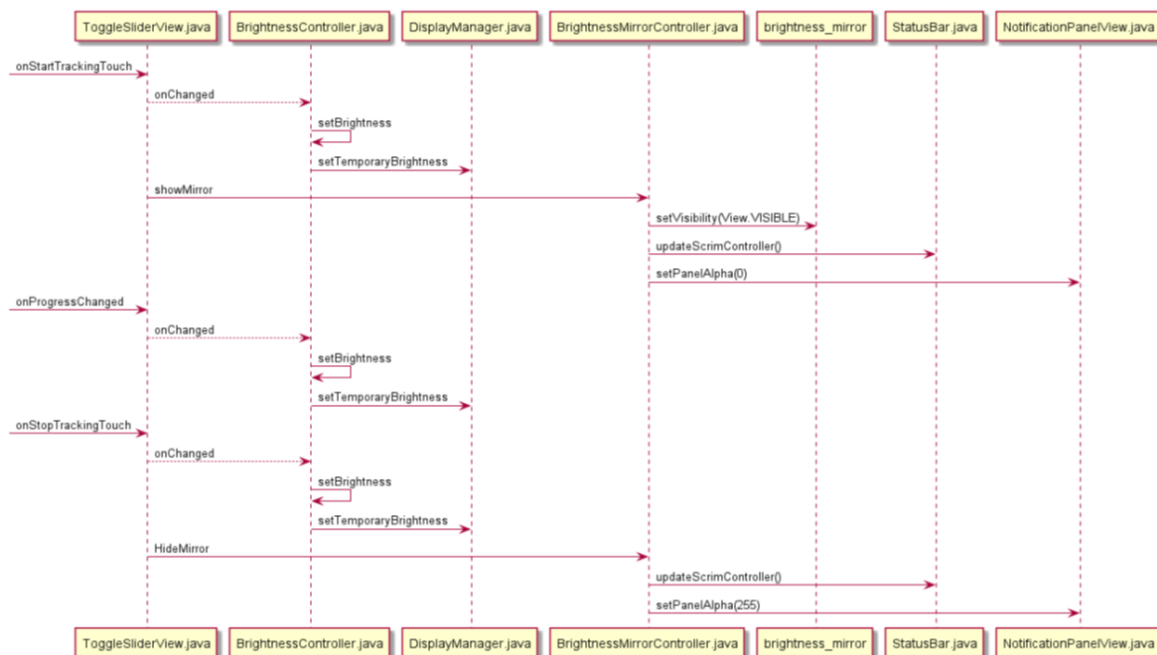 ToggleSliderView.java BrightnessController.java DisplayManager.java BrightnessMirrorController.java brightness_mirror StatusBar.java NotificationPanelView.java
onStartTrackingTouch
onChanged
setBrightness
setTemporaryBrightness
showMirror
setVisibility(View.VISIBLE)
updateScrimController()
setPanelAlpha(0)
onProgressChanged
onChanged
setBrightness
setTemporaryBrightness
onStopTrackingTouch
onChanged
setBrightness
setTemporaryBrightness
HideMirror
updateScrimController()
setPanelAlpha(255)
ToggleSliderView.java BrightnessController.java DisplayManager.java BrightnessMirrorController.java brightness_mirror StatusBar.java NotificationPanelView.java